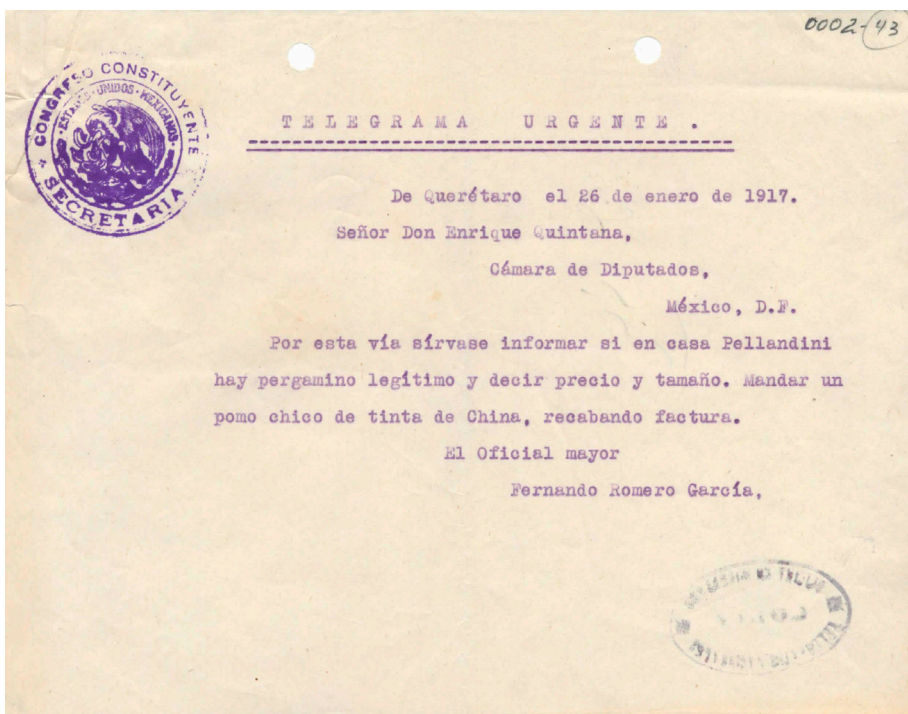 0002-43
CONGRESO CONSTITUYENTE
ESTADOS·UNIDOS·MEXICANOS
SECRETARIA
TELEGRAMA URGENTE.
De Querétaro el 26 de enero de 1917.
Señor Don Enrique Quintana,
Cámara de Diputados,
México, D.F.
Por esta vía sírvase informar si en casa Pellandini
hay pergamino legítimo y decir precio y tamaño. Mandar un
pomo chico de tinta de China, recabando factura.
El Oficial mayor
Fernando Romero García,